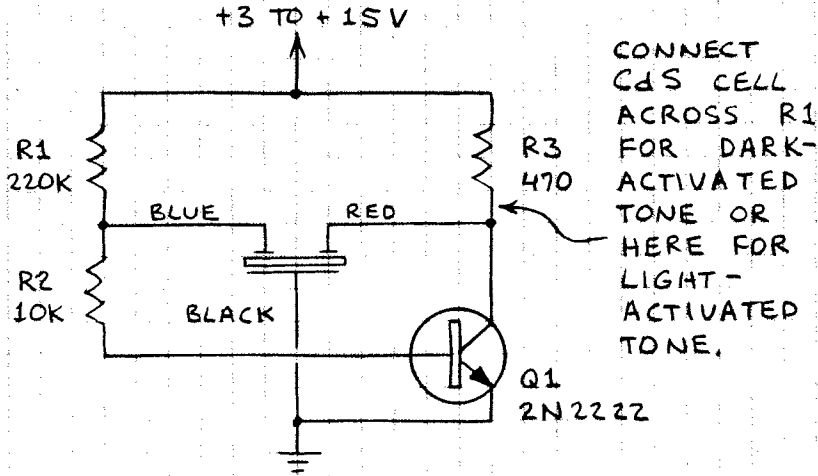 +3 TO + 15 V
R1
220K
BLUE
RED
R3
470
R2
10K
BLACK
Q1
2N2222
CONNECT
CdS CELL
ACROSS R1
FOR DARK-
ACTIVATED
TONE OR
HERE FOR
LIGHT-
ACTIVATED
TONE.